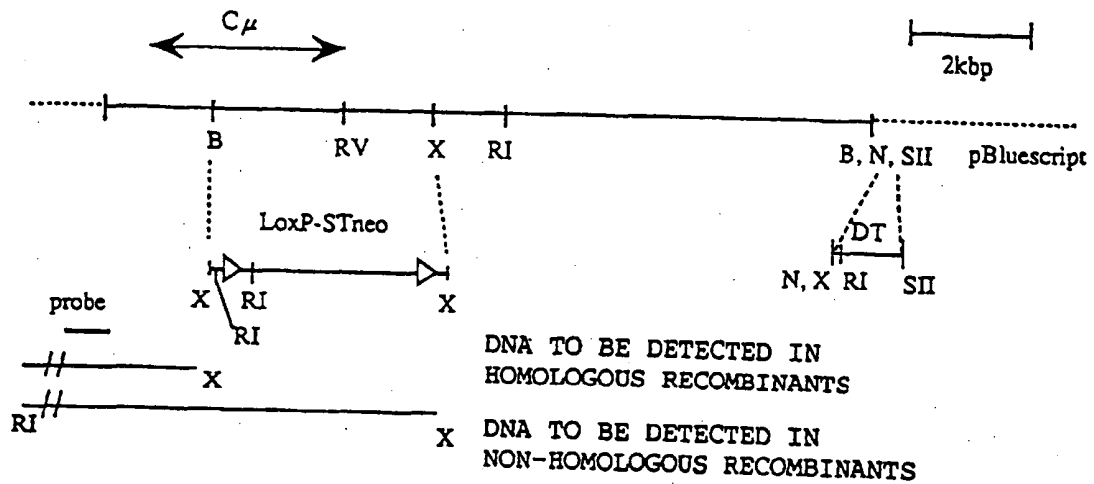 Cμ
2kbp
B RV X RI B, N, SII pBluescript
LoxP-STneo
DT
X RI X N, X RI SII
probe
RI
DNA TO BE DETECTED IN
HOMOLOGOUS RECOMBINANTS
X
RI X
DNA TO BE DETECTED IN
NON-HOMOLOGOUS RECOMBINANTS